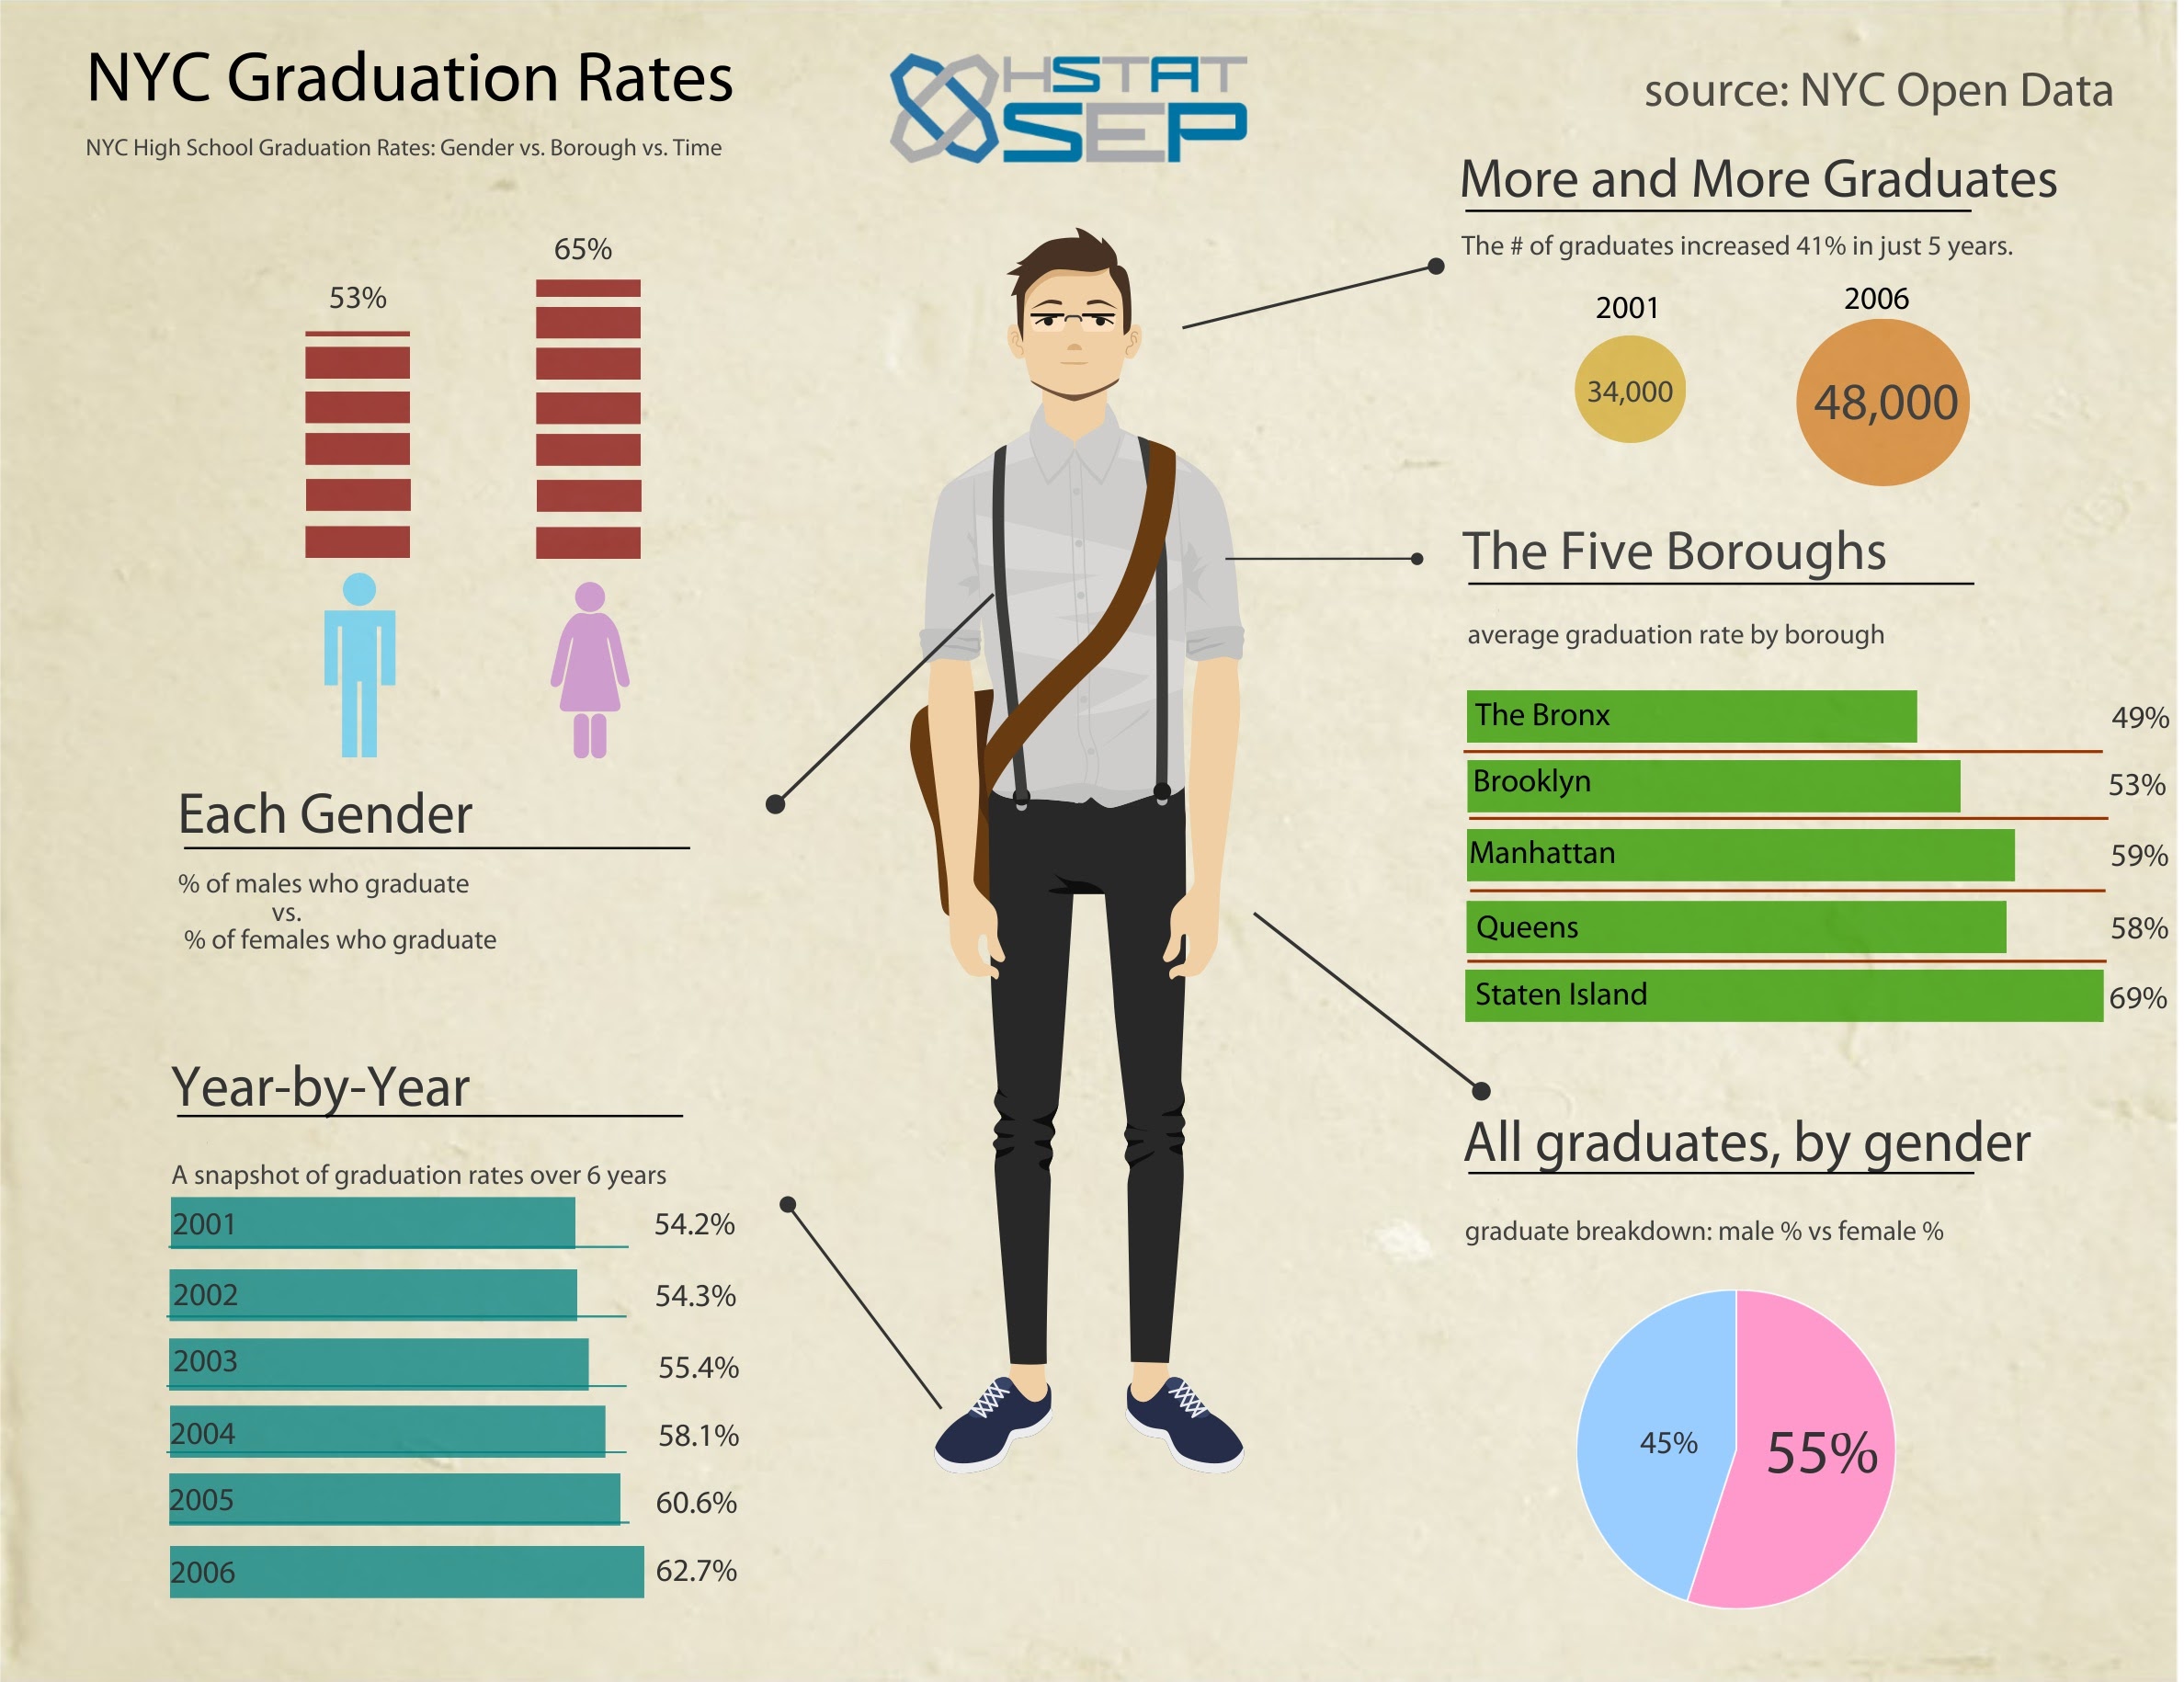 NYC Graduation Rates
NYC High School Graduation Rates: Gender vs. Borough vs. Time
HSTAT
SEP
source: NYC Open Data
53%
65%
Each Gender
% of males who graduate
vs.
% of females who graduate
Year-by-Year
A snapshot of graduation rates over 6 years
2001 54.2%
2002 54.3%
2003 55.4%
2004 58.1%
2005 60.6%
2006 62.7%
More and More Graduates
The # of graduates increased 41% in just 5 years.
2001 2006
34,000 48,000
The Five Boroughs
average graduation rate by borough
The Bronx 49%
Brooklyn 53%
Manhattan 59%
Queens 58%
Staten Island 69%
All graduates, by gender
graduate breakdown: male % vs female %
45% 55%